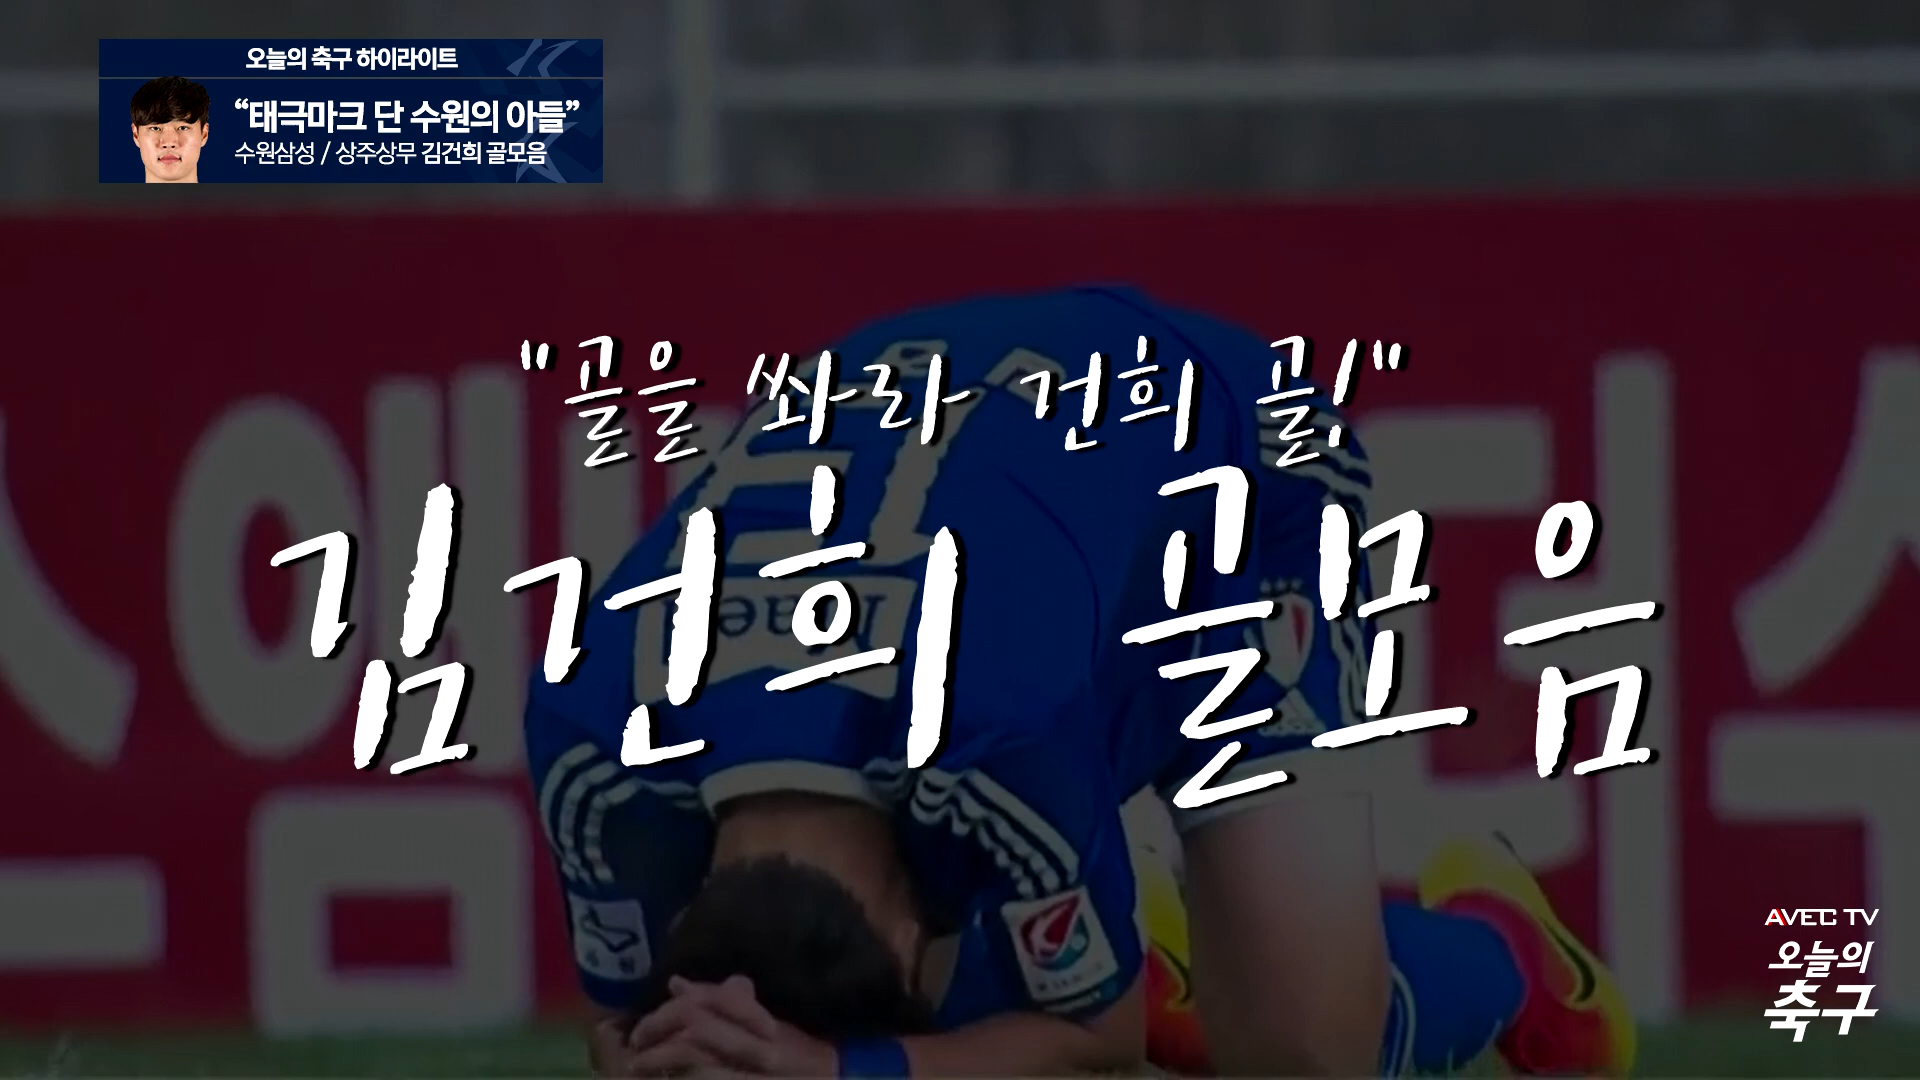 오늘의 축구 하이라이트
“태극마크 단 수원의 아들”
수원삼성 / 상주상무 김건희 골모음
"골을 쏴라 건희 골!"
김건희 골모음
Maeil
AVEC TV
오늘의
축구